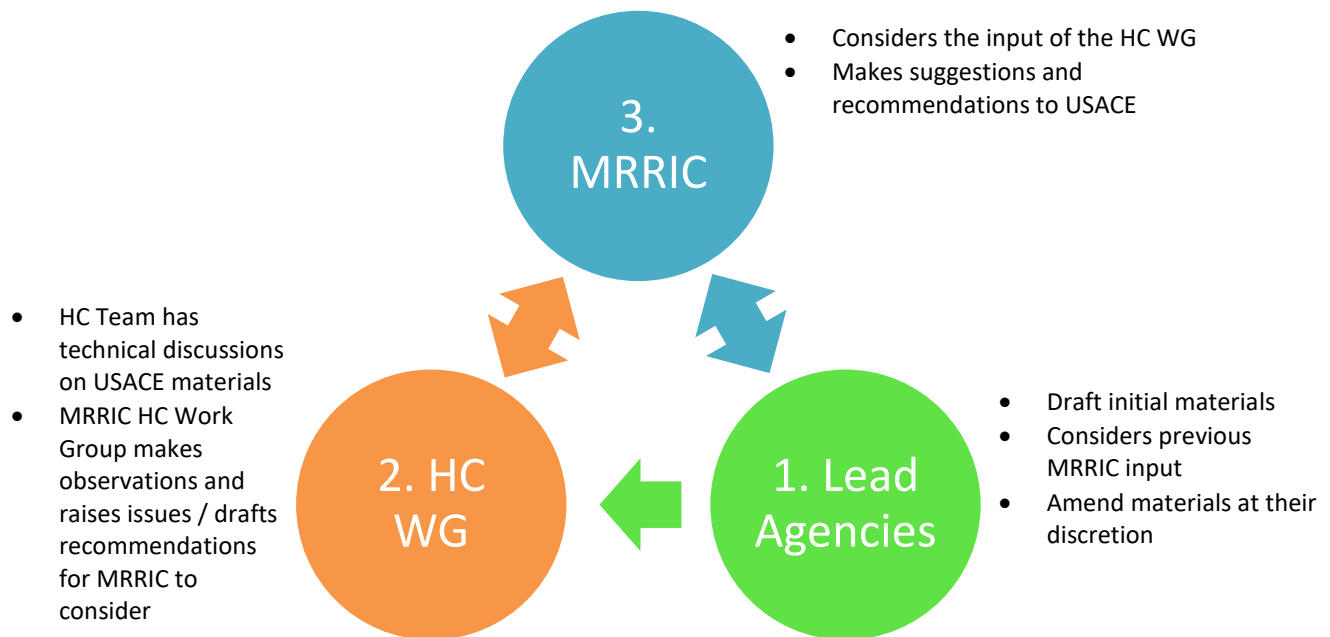 • Considers the input of the HC WG
• Makes suggestions and
recommendations to USACE
3.
MRRIC
• HC Team has
technical discussions
on USACE materials
• MRRIC HC Work
Group makes
observations and
raises issues / drafts
recommendations
for MRRIC to
consider
2. HC
WG
1. Lead
Agencies
• Draft initial materials
• Considers previous
MRRIC input
• Amend materials at their
discretion